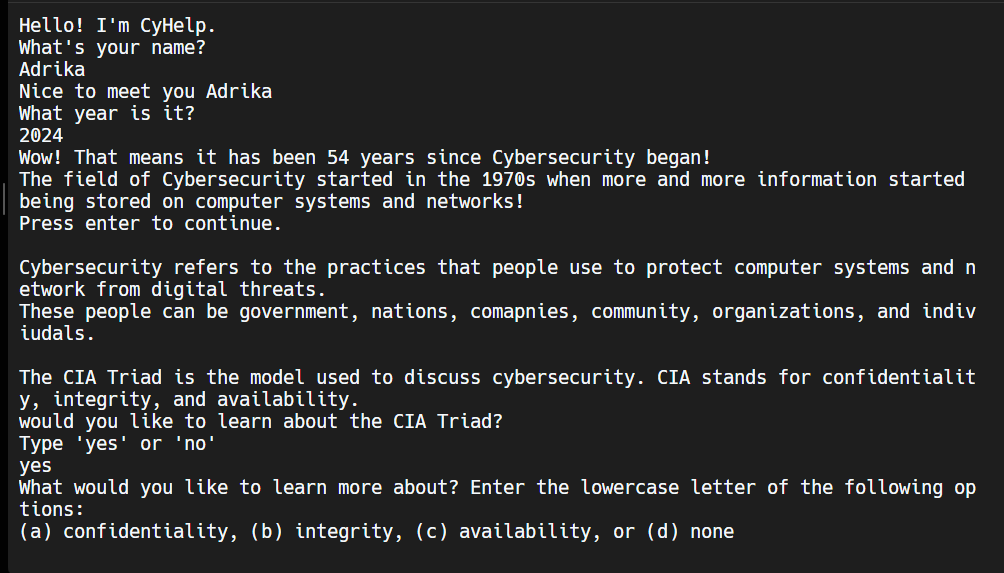 Hello! I'm CyHelp.
What's your name?
Adrika
Nice to meet you Adrika
What year is it?
2024
Wow! That means it has been 54 years since Cybersecurity began!
The field of Cybersecurity started in the 1970s when more and more information started
being stored on computer systems and networks!
Press enter to continue.
Cybersecurity refers to the practices that people use to protect computer systems and n
etwork from digital threats.
These people can be government, nations, comapnies, community, organizations, and indiv
iudals.
The CIA Triad is the model used to discuss cybersecurity. CIA stands for confidentialit
y, integrity, and availability.
would you like to learn about the CIA Triad?
Type 'yes' or 'no'
yes
What would you like to learn more about? Enter the lowercase letter of the following op
tions:
(a) confidentiality, (b) integrity, (c) availability, or (d) none